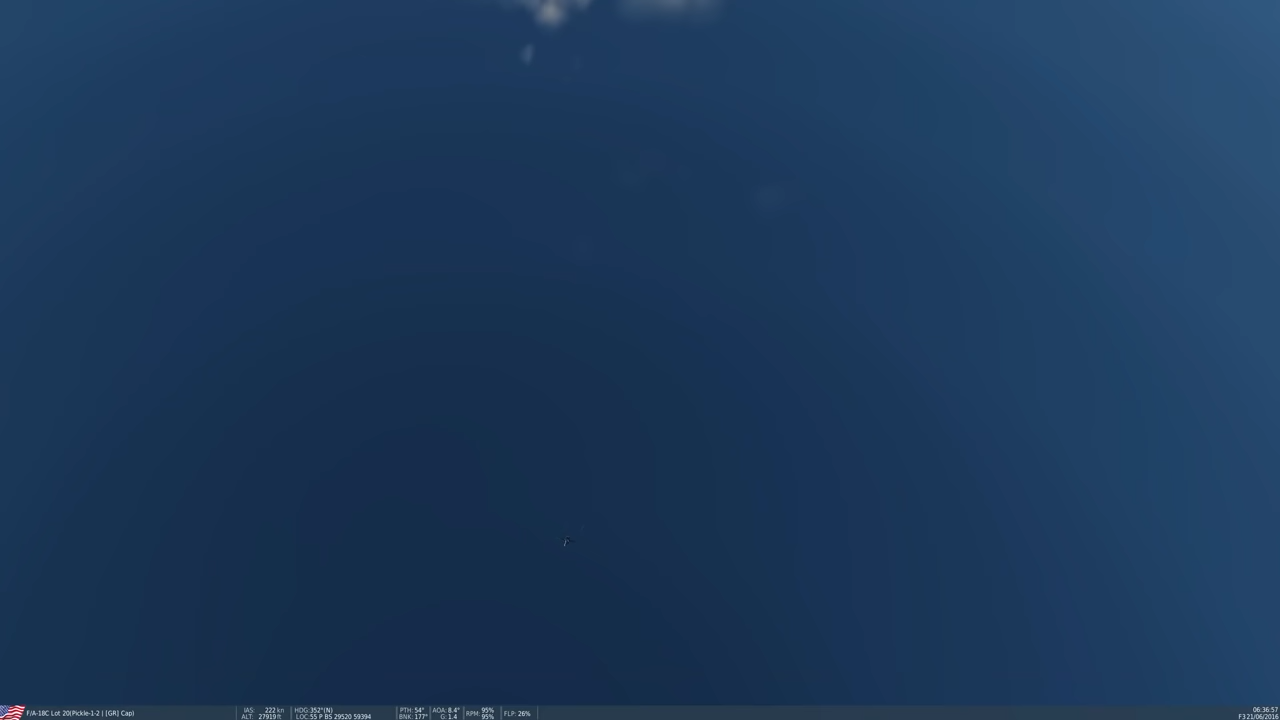 F/A-18C Lot 20(Pickle-1-2 | [GR] Cap)
IAS: 222 kn
ALT: 27919 ft
HDG:352°(N)
LOC:55 P BS 29520 59394
PTH: 54°
BNK: 177°
AOA: 8.4°
G: 1.4
RPM: 95%
95%
FLP: 26%
06:36:57
F3 21/06/2016